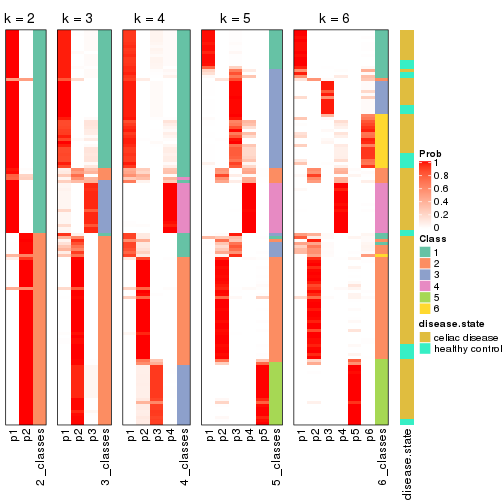 k = 2 k = 3 k = 4 k = 5 k = 6
Prob
1
0.8
0.6
0.4
0.2
0
Class
1
2
3
4
5
6
disease.state
celiac disease
healthy control
p1 p2 2_classes p1 p2 p3 3_classes p1 p2 p3 p4 4_classes p1 p2 p3 p4 p5 5_classes p1 p2 p3 p4 p5 p6 6_classes disease.state